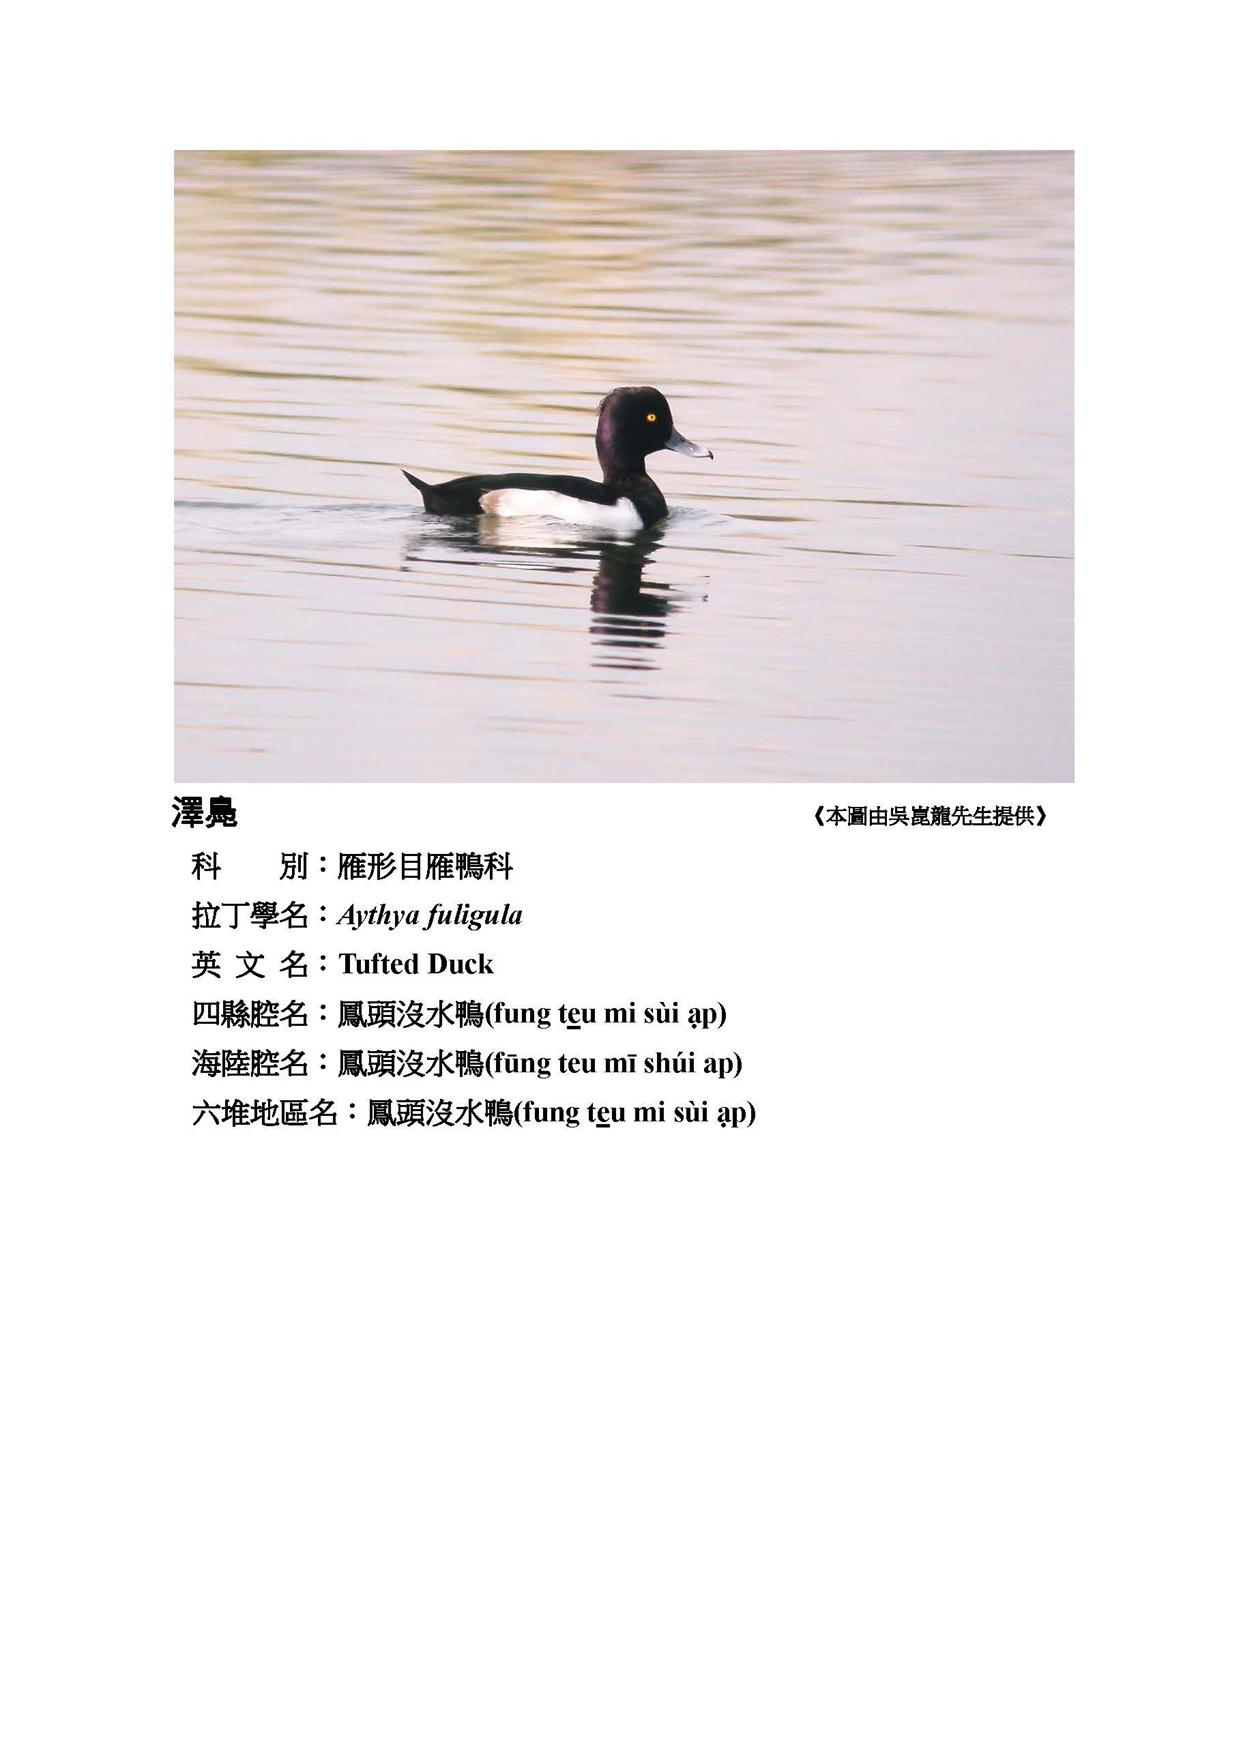 澤鳧 《本圖由吳崑龍先生提供》
科　　別：雁形目雁鴨科
拉丁學名：Aythya fuligula
英 文 名：Tufted Duck
四縣腔名：鳳頭沒水鴨(fung te̲u mi sùi ạp)
海陸腔名：鳳頭沒水鴨(fūng teu mī shúi ap)
六堆地區名：鳳頭沒水鴨(fung te̲u mi sùi ạp)